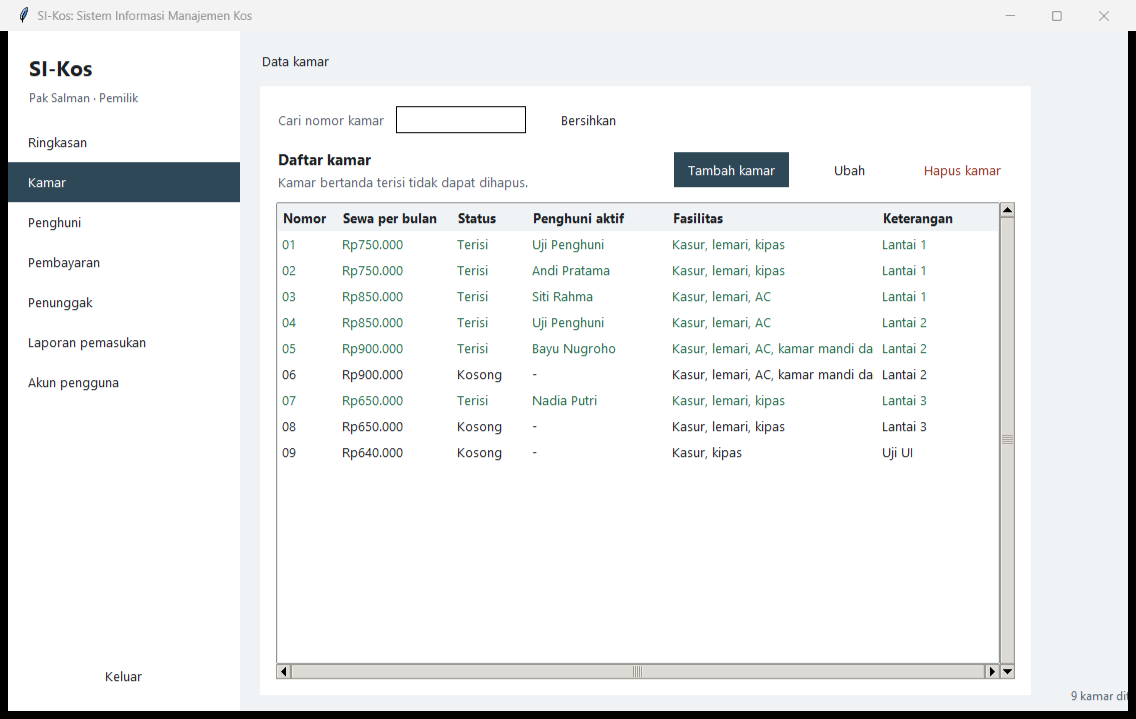 SI-Kos: Sistem Informasi Manajemen Kos
SI-Kos
Pak Salman · Pemilik
Ringkasan
Kamar
Penghuni
Pembayaran
Penunggak
Laporan pemasukan
Akun pengguna
Keluar
Data kamar
Cari nomor kamar Bersihkan
Daftar kamar
Kamar bertanda terisi tidak dapat dihapus.
Tambah kamar Ubah Hapus kamar
Nomor Sewa per bulan Status Penghuni aktif Fasilitas Keterangan
01 Rp750.000 Terisi Uji Penghuni Kasur, lemari, kipas Lantai 1
02 Rp750.000 Terisi Andi Pratama Kasur, lemari, kipas Lantai 1
03 Rp850.000 Terisi Siti Rahma Kasur, lemari, AC Lantai 1
04 Rp850.000 Terisi Uji Penghuni Kasur, lemari, AC Lantai 2
05 Rp900.000 Terisi Bayu Nugroho Kasur, lemari, AC, kamar mandi da Lantai 2
06 Rp900.000 Kosong - Kasur, lemari, AC, kamar mandi da Lantai 2
07 Rp650.000 Terisi Nadia Putri Kasur, lemari, kipas Lantai 3
08 Rp650.000 Kosong - Kasur, lemari, kipas Lantai 3
09 Rp640.000 Kosong - Kasur, kipas Uji UI
9 kamar dit